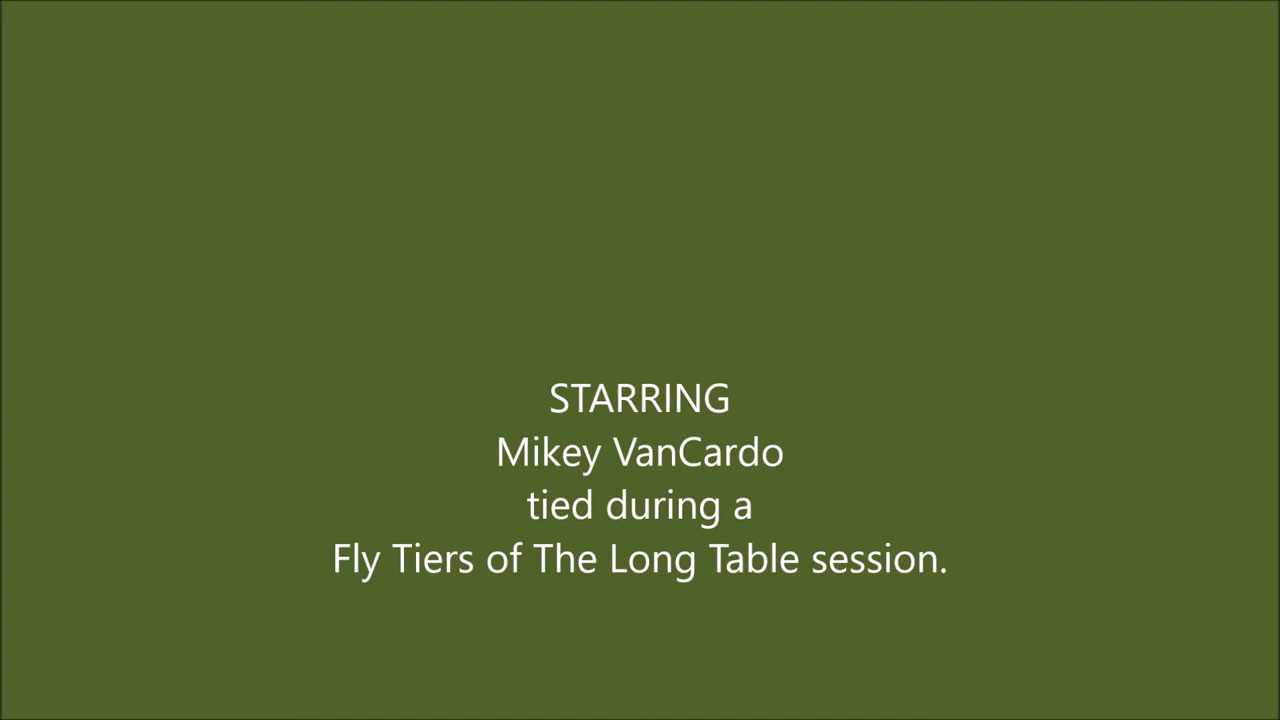 STARRING
Mikey VanCardo
tied during a
Fly Tiers of The Long Table session.